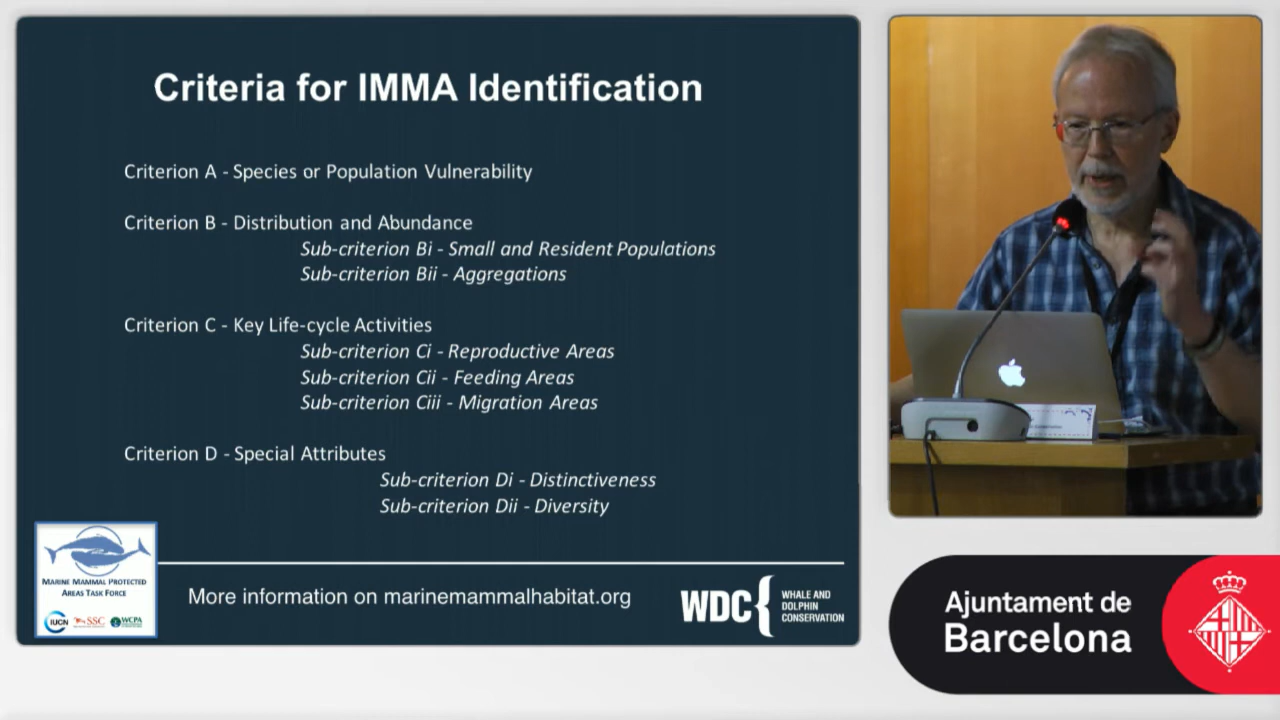 Criteria for IMMA Identification
Criterion A - Species or Population Vulnerability
Criterion B - Distribution and Abundance
Sub-criterion Bi - Small and Resident Populations
Sub-criterion Bii - Aggregations
Criterion C - Key Life-cycle Activities
Sub-criterion Ci - Reproductive Areas
Sub-criterion Cii - Feeding Areas
Sub-criterion Ciii - Migration Areas
Criterion D - Special Attributes
Sub-criterion Di - Distinctiveness
Sub-criterion Dii - Diversity
MARINE MAMMAL PROTECTED
AREAS TASK FORCE
IUCN SSC WCPA
More information on marinemammalhabitat.org
WDC
WHALE AND
DOLPHIN
CONSERVATION
Ajuntament de
Barcelona